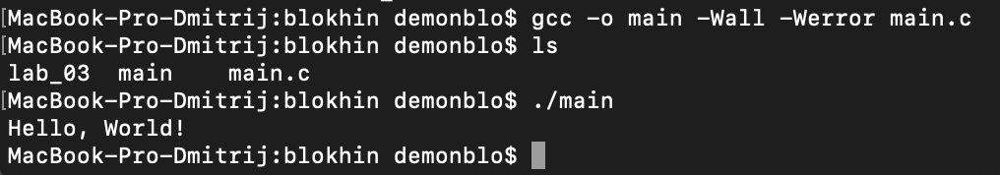 [MacBook-Pro-Dmitrij:blokhin demonblo$ gcc -o main -Wall -Werror main.c
[MacBook-Pro-Dmitrij:blokhin demonblo$ ls
lab_03  main    main.c
[MacBook-Pro-Dmitrij:blokhin demonblo$ ./main
Hello, World!
MacBook-Pro-Dmitrij:blokhin demonblo$